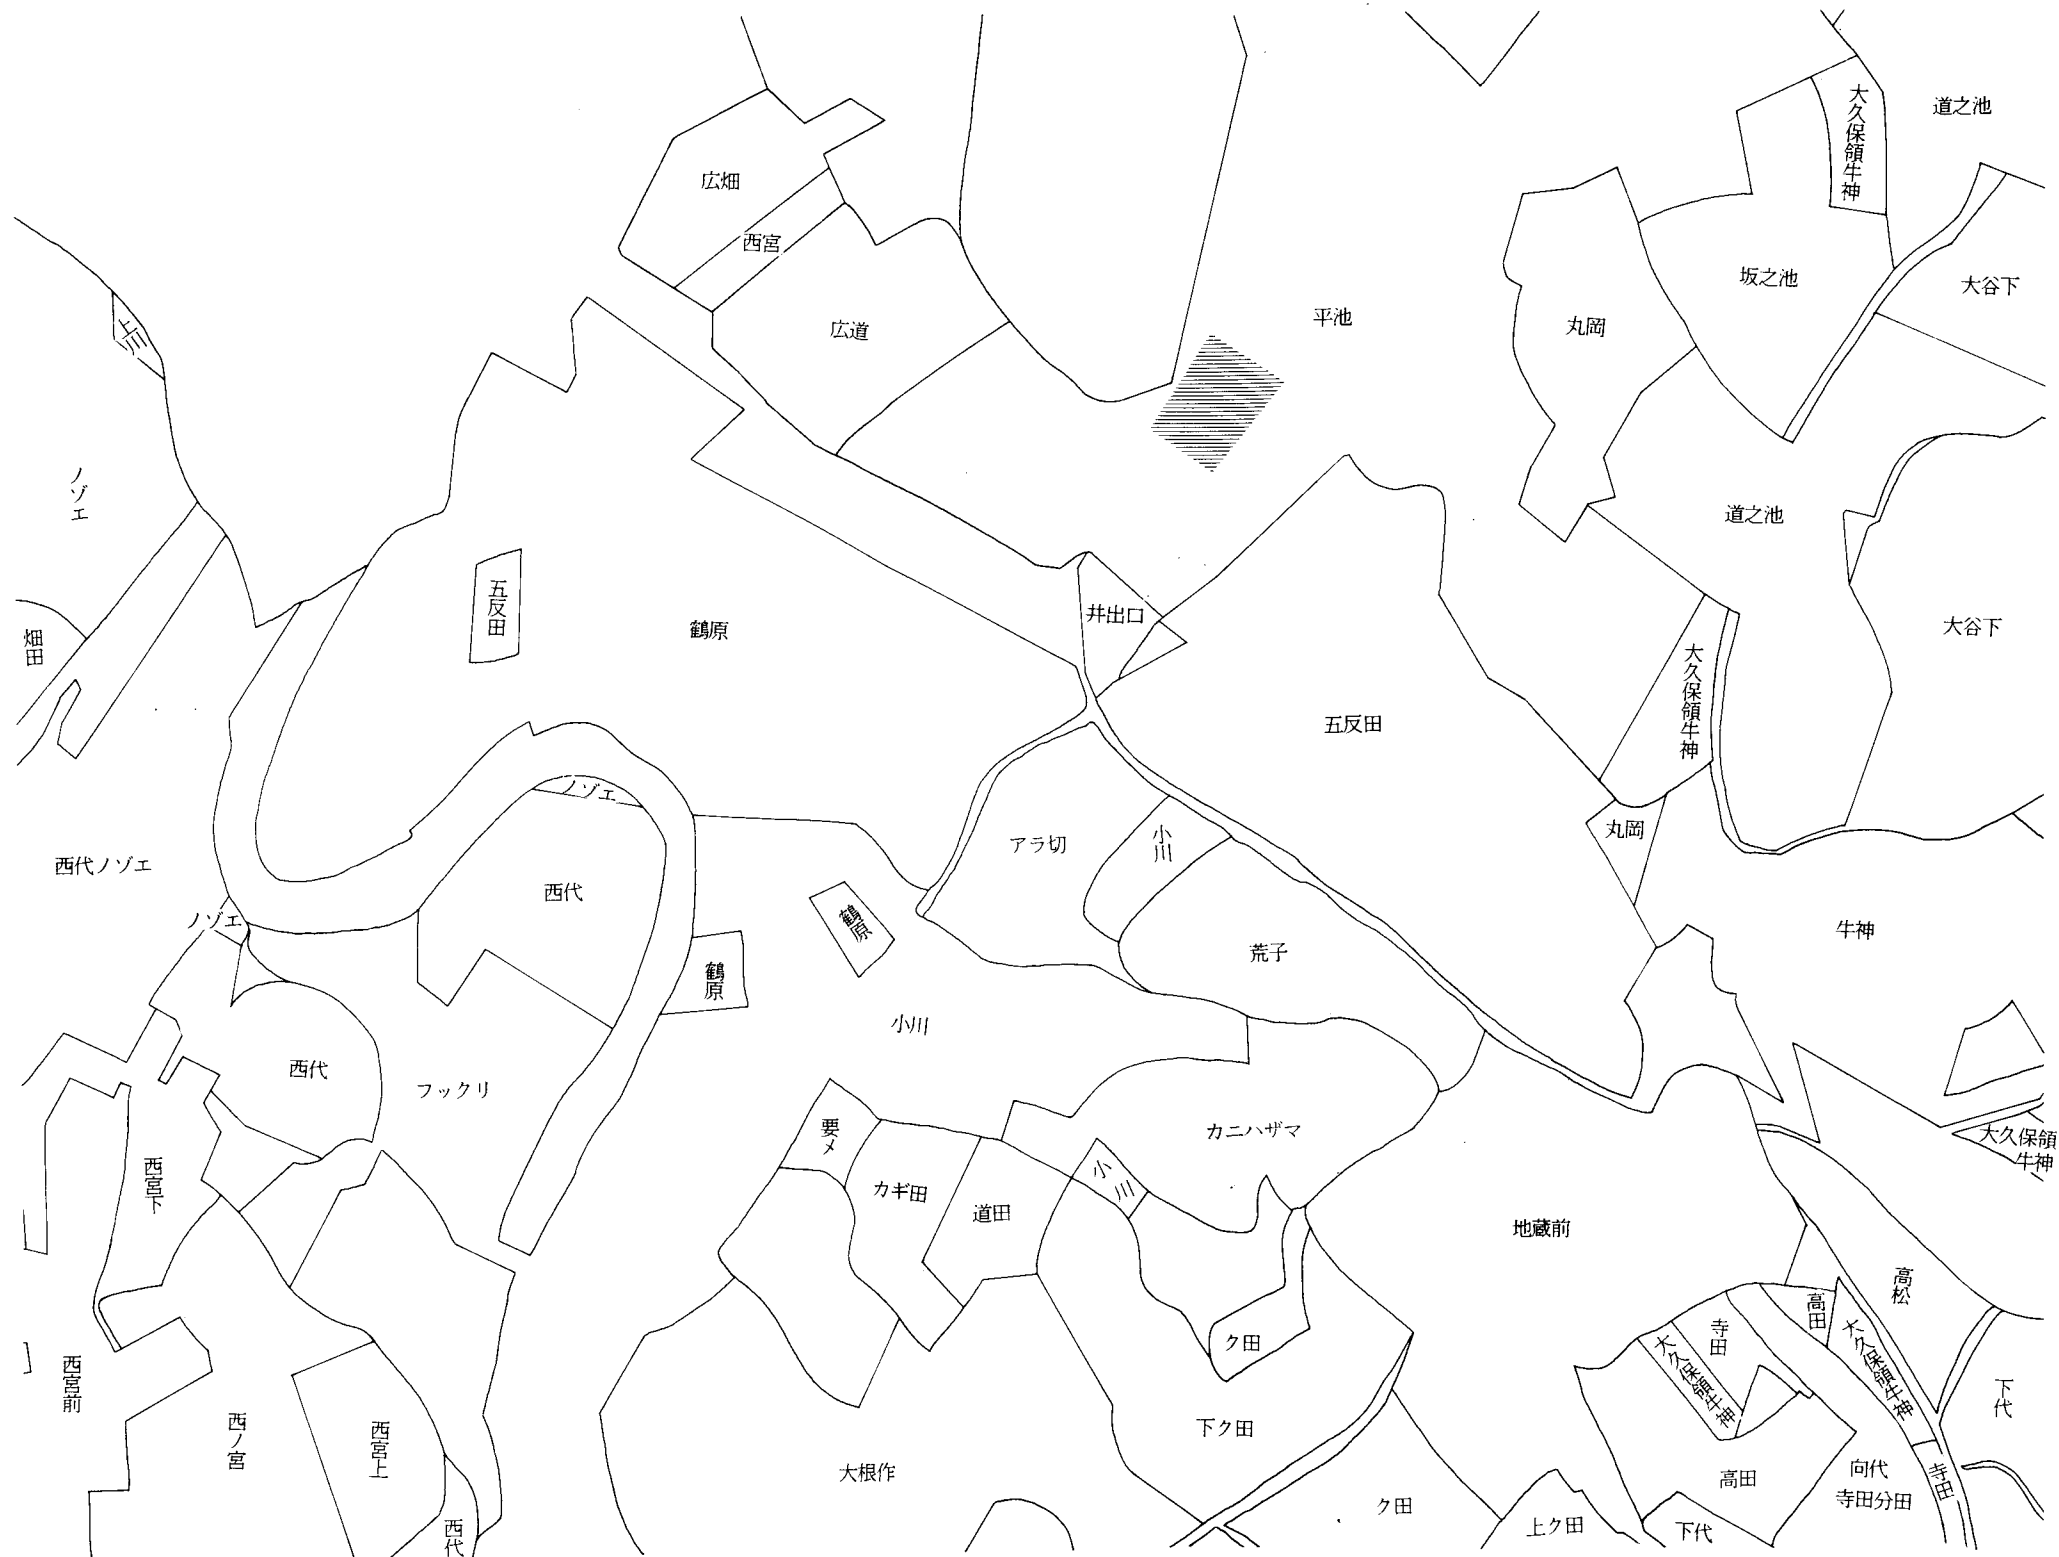 大久保領牛神
道之池
広畑
西宮
坂之池
大谷下
平池
丸岡
広道
上川
ノゾエ
道之池
五反田
井出口
鶴原
大谷下
畑田
大久保領牛神
五反田
ノゾエ
丸岡
小川
アラ切
西代ノゾエ
西代
ノゾエ
鶴原
牛神
荒子
鶴原
小川
西代
フックリ
要メ
カニハザマ
大久保領
牛神
西宮下
小川
カギ田
道田
地蔵前
高松
高田
寺田
大久保領牛神
大久保領牛神
ク田
西宮前
下代
西ノ宮
西宮上
下ク田
大根作
高田
向代
寺田分田
寺田
ク田
上ク田
下代
西代